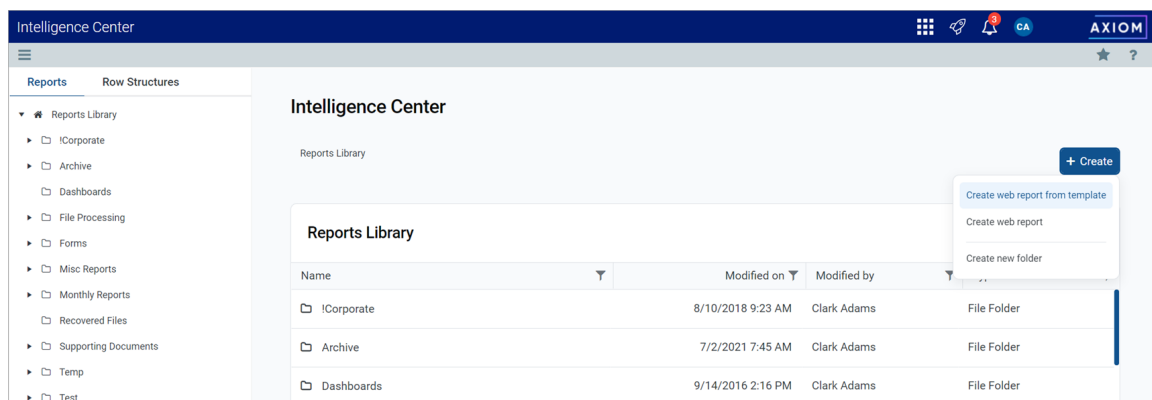 Intelligence Center
3
CA
AXIOM
?
Reports Row Structures
Reports Library
!Corporate
Archive
Dashboards
File Processing
Forms
Misc Reports
Monthly Reports
Recovered Files
Supporting Documents
Temp
Test
Intelligence Center
Reports Library
+ Create
Create web report from template
Create web report
Create new folder
Reports Library
Name Modified on Modified by
!Corporate 8/10/2018 9:23 AM Clark Adams File Folder
Archive 7/2/2021 7:45 AM Clark Adams File Folder
Dashboards 9/14/2016 2:16 PM Clark Adams File Folder